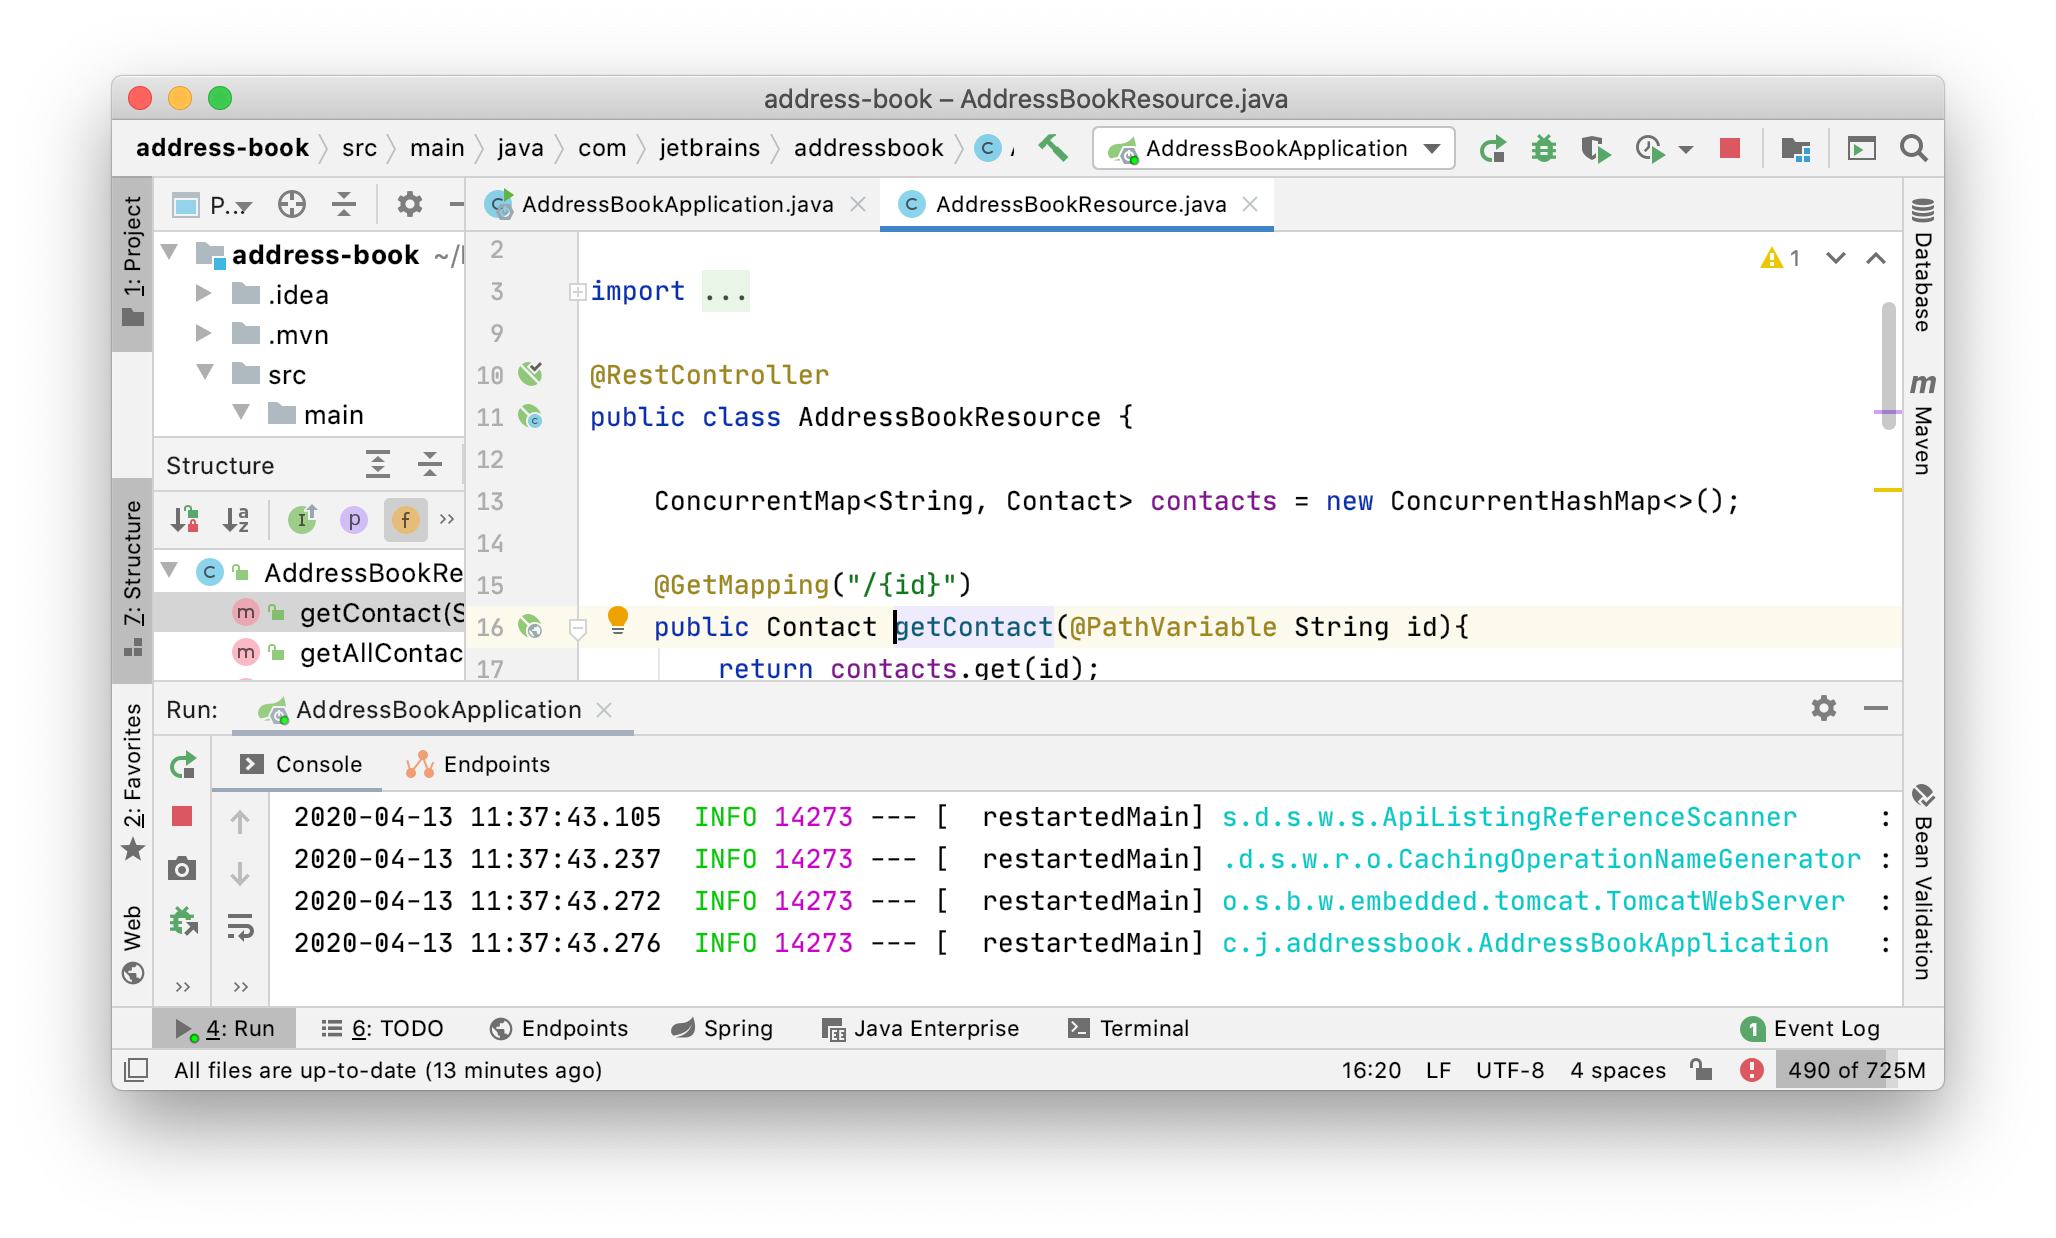 address-book – AddressBookResource.java
address-book src main java com jetbrains addressbook C AddressBookApplication
1: Project
P...
address-book ~/
.idea
.mvn
src
main
Structure
I p f
C AddressBookRe
m getContact(S
m getAllContac
7: Structure
2: Favorites
Web
C AddressBookApplication.java
C AddressBookResource.java
1
2
3 import ...
9
10 @RestController
11 public class AddressBookResource {
12
13 ConcurrentMap<String, Contact> contacts = new ConcurrentHashMap<>();
14
15 @GetMapping("/{id}")
16 public Contact getContact(@PathVariable String id){
17 return contacts.get(id);
Database
m Maven
Bean Validation
Run: AddressBookApplication
Console Endpoints
2020-04-13 11:37:43.105 INFO 14273 --- [ restartedMain] s.d.s.w.s.ApiListingReferenceScanner :
2020-04-13 11:37:43.237 INFO 14273 --- [ restartedMain] .d.s.w.r.o.CachingOperationNameGenerator :
2020-04-13 11:37:43.272 INFO 14273 --- [ restartedMain] o.s.b.w.embedded.tomcat.TomcatWebServer :
2020-04-13 11:37:43.276 INFO 14273 --- [ restartedMain] c.j.addressbook.AddressBookApplication :
4: Run 6: TODO Endpoints Spring Java Enterprise Terminal 1 Event Log
All files are up-to-date (13 minutes ago) 16:20 LF UTF-8 4 spaces 490 of 725M